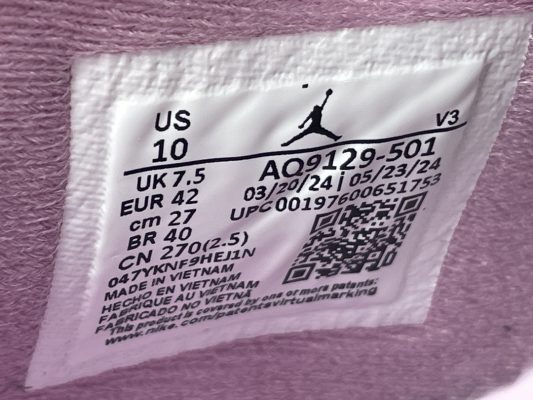 US
10
V3
AQ9129-501
UK 7.5
03/20/24 | 05/23/24
EUR 42
UPC 00197600651753
cm 27
BR 40
CN 270(2.5)
047YKNF9HEJ1N
MADE IN VIETNAM
HECHO EN VIETNAM
FABRIQUE AU VIETNAM
FABRICADO NO VIETNÃ
This product is covered by one or more patents:
www.nike.com/patentsvirtualmarking